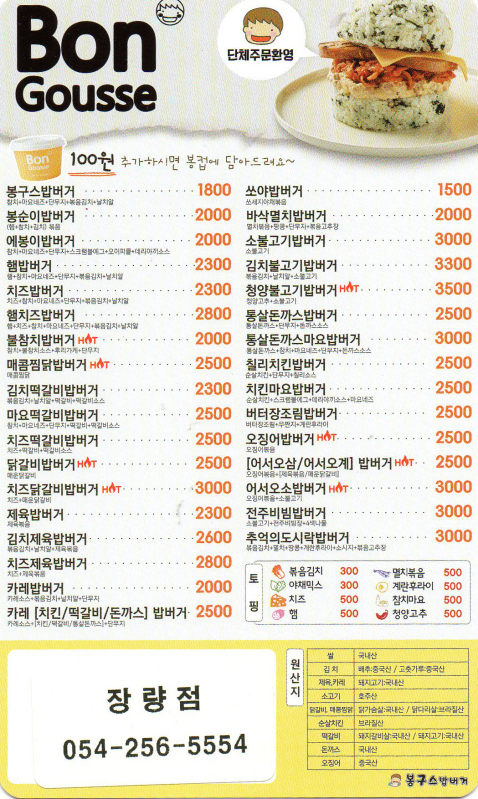 Bon
Gousse
단체주문환영
Bon
Gousse
100원 추가하시면 봉컵에 담아드려요~
봉구스밥버거 1800
참치+마요네즈+단무지+볶음김치+날치알
봉순이밥버거 2000
(햄+참치+김치) 볶음
에봉이밥버거 2000
참치+마요네즈+단무지+스크램블에그+오이피클+데리야끼소스
햄밥버거 2300
햄+참치+마요네즈+단무지+볶음김치+날치알
치즈밥버거 2300
치즈+참치+마요네즈+단무지+볶음김치+날치알
햄치즈밥버거 2800
햄+치즈+참치+마요네즈+단무지+볶음김치+날치알
불참치밥버거 HOT 2000
참치+불참치소스+후리가케+단무지
매콤찜닭밥버거 HOT 2500
매콤찜닭
김치떡갈비밥버거 2300
볶음김치+날치알+떡갈비+떡갈비소스
마요떡갈비밥버거 2500
참치+마요네즈+단무지+떡갈비+떡갈비소스
치즈떡갈비밥버거 2500
치즈+떡갈비+떡갈비소스
닭갈비밥버거 HOT 2500
매운닭갈비
치즈닭갈비밥버거 HOT 3000
치즈+매운닭갈비
제육밥버거 2300
제육볶음
김치제육밥버거 2600
볶음김치+날치알+제육볶음
치즈제육밥버거 2800
치즈+제육볶음
카레밥버거 2000
카레소스+볶음김치+날치알+단무지
카레 [치킨/떡갈비/돈까스] 밥버거 2500
카레소스+[치킨/떡갈비/통살돈까스]+단무지
쏘야밥버거 1500
쏘세지야채볶음
바삭멸치밥버거 2000
멸치볶음+땅콩+단무지+볶음고추장
소불고기밥버거 3000
소불고기
김치불고기밥버거 3300
볶음김치+날치알+소불고기
청양불고기밥버거 HOT 3500
청양고추+소불고기
통살돈까스밥버거 2500
통살돈까스+단무지+돈까스소스
통살돈까스마요밥버거 3000
통살돈까스+참치+마요네즈+단무지+돈까스소스
칠리치킨밥버거 2500
순살치킨+단무지+칠리소스
치킨마요밥버거 2500
순살치킨+스크램블에그+데리야끼소스+마요네즈
버터장조림밥버거 2500
버터장조림+무짠지+계란후라이
오징어밥버거 HOT 2500
오징어볶음
[어서오삼/어서오계] 밥버거 HOT 2500
오징어볶음+[제육볶음/매운닭갈비]
어서오소밥버거 HOT 3000
오징어볶음+소불고기
전주비빔밥버거 3000
소불고기+전주비빔장+4색나물
추억의도시락밥버거 3000
볶음김치+멸치+땅콩+계란후라이+소시지+볶음고추장
토핑
볶음김치 300
야채믹스 300
치즈 500
햄 500
멸치볶음 500
계란후라이 500
참치마요 500
청양고추 500
장량점
054-256-5554
원산지
쌀 국내산
김 치 배추:중국산 / 고춧가루:중국산
제육,카레 돼지고기:국내산
소고기 호주산
닭갈비, 매콤찜닭 닭가슴살:국내산 / 닭다리살:브라질산
순살치킨 브라질산
떡갈비 돼지갈비살:국내산 / 돼지고기:국내산
돈까스 국내산
오징어 중국산
봉구스밥버거